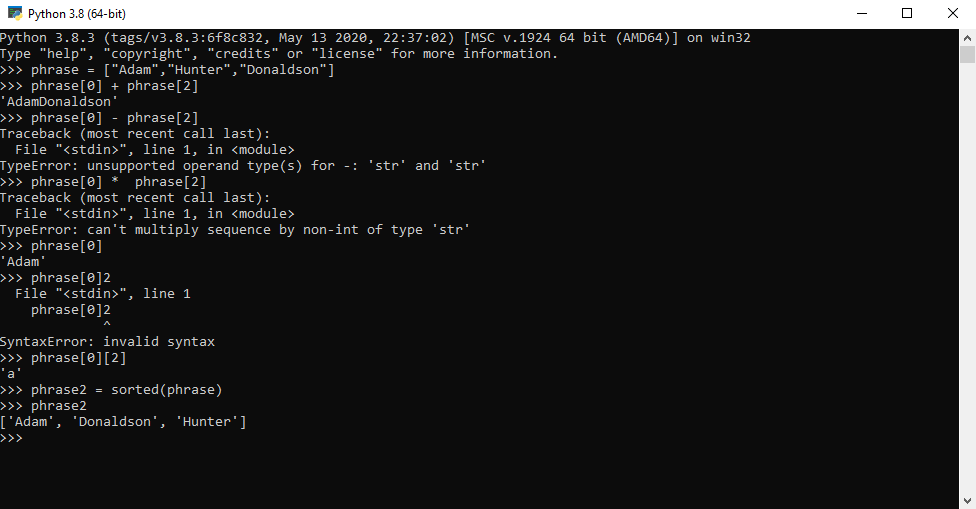 Python 3.8 (64-bit)
Python 3.8.3 (tags/v3.8.3:6f8c832, May 13 2020, 22:37:02) [MSC v.1924 64 bit (AMD64)] on win32
Type "help", "copyright", "credits" or "license" for more information.
>>> phrase = ["Adam","Hunter","Donaldson"]
>>> phrase[0] + phrase[2]
'AdamDonaldson'
>>> phrase[0] - phrase[2]
Traceback (most recent call last):
  File "<stdin>", line 1, in <module>
TypeError: unsupported operand type(s) for -: 'str' and 'str'
>>> phrase[0] *  phrase[2]
Traceback (most recent call last):
  File "<stdin>", line 1, in <module>
TypeError: can't multiply sequence by non-int of type 'str'
>>> phrase[0]
'Adam'
>>> phrase[0]2
  File "<stdin>", line 1
    phrase[0]2
             ^
SyntaxError: invalid syntax
>>> phrase[0][2]
'a'
>>> phrase2 = sorted(phrase)
>>> phrase2
['Adam', 'Donaldson', 'Hunter']
>>>